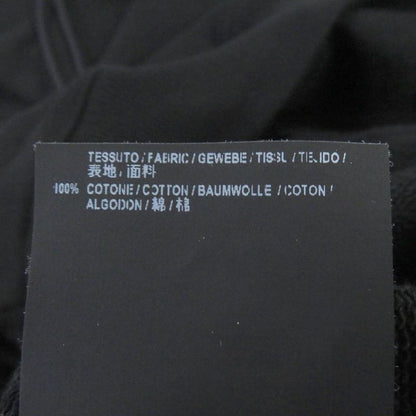 TESSUTO / FABRIC / GEWEBE / TISSU / TEJIDO /
表地 / 面料
100% COTONE / COTTON / BAUMWOLLE / COTON /
ALGODON / 綿 / 棉